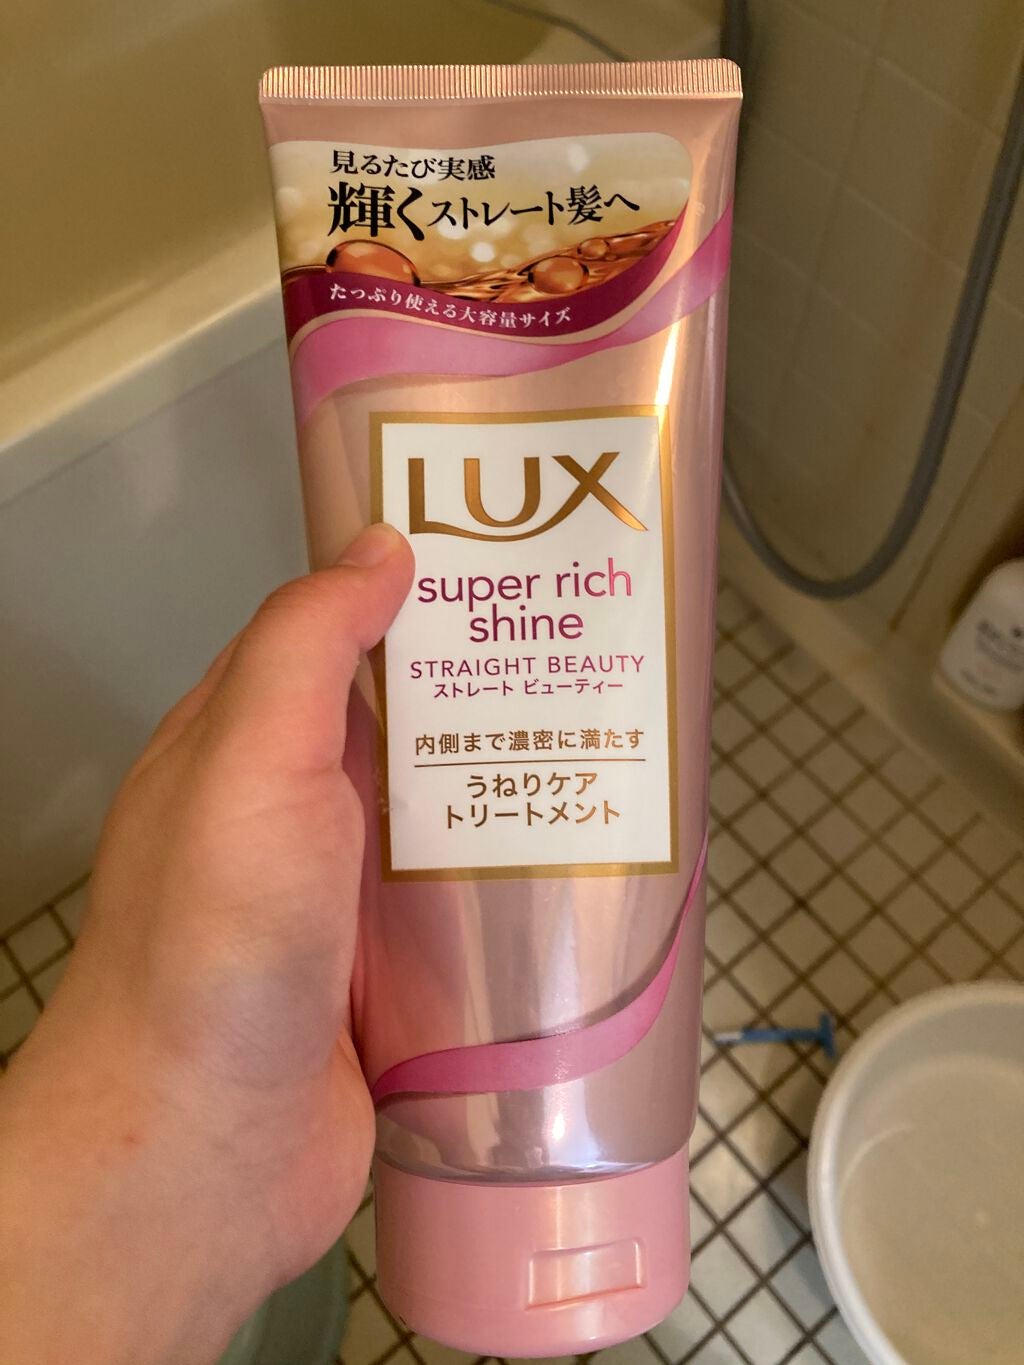 見るたび実感
輝くストレート髪へ
たっぷり使える大容量サイズ
LUX
super rich
shine
STRAIGHT BEAUTY
ストレート ビューティー
内側まで濃密に満たす
うねりケア
トリートメント